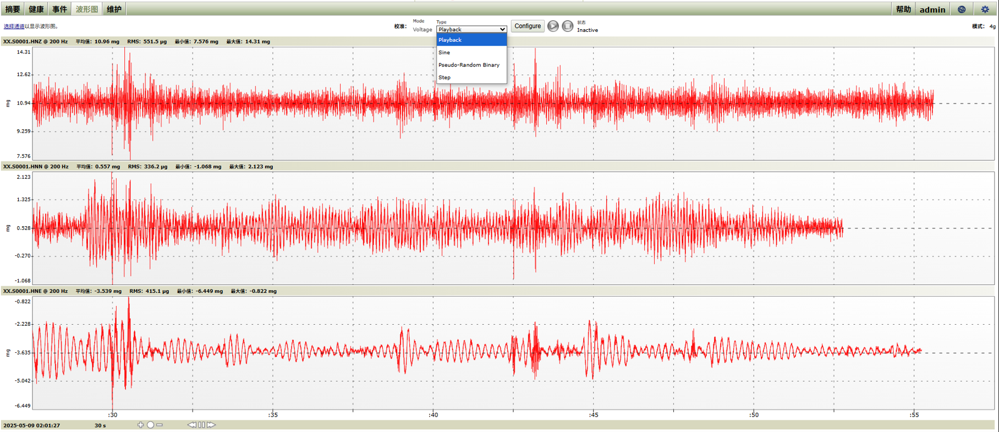 摘要 健康 事件 波形图 维护 帮助 admin
选择通道以显示波形图。 校准: Mode Voltage Type Playback Configure 状态 Inactive 模式: 4g
Playback
Sine
Pseudo-Random Binary
Step
XX.S0001.HNZ @ 200 Hz 平均值: 10.96 mg RMS: 551.5 µg 最小值: 7.576 mg 最大值: 14.31 mg
14.31
12.62
10.94
9.259
7.576
mg
XX.S0001.HNN @ 200 Hz 平均值: 0.557 mg RMS: 336.2 µg 最小值: -1.068 mg 最大值: 2.123 mg
2.123
1.325
0.528
-0.270
-1.068
mg
XX.S0001.HNE @ 200 Hz 平均值: -3.539 mg RMS: 415.1 µg 最小值: -6.449 mg 最大值: -0.822 mg
-0.822
-2.228
-3.635
-5.042
-6.449
mg
:30 :35 :40 :45 :50 :55
2025-05-09 02:01:27 30 s